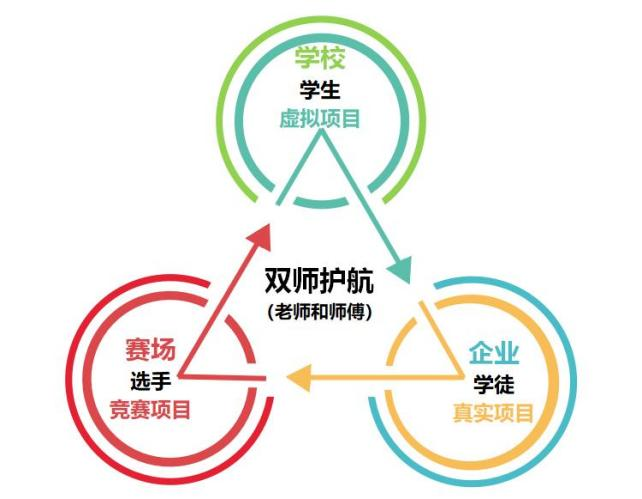 学校
学生
虚拟项目
双师护航
(老师和师傅)
赛场
选手
竞赛项目
企业
学徒
真实项目